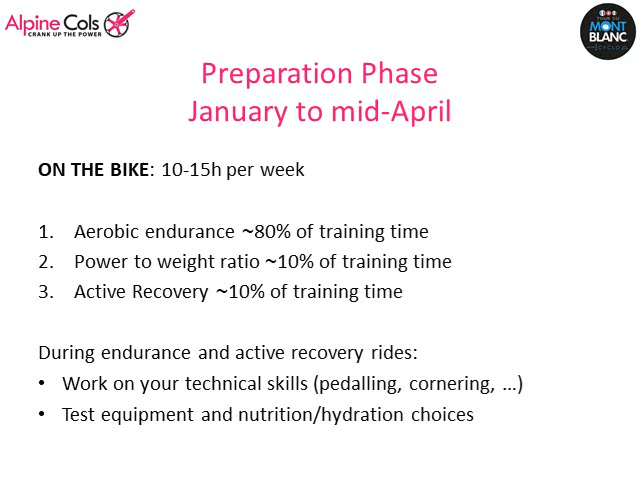 Alpine Cols
CRANK UP THE POWER
TOUR DU
MONT
BLANC
CYCLO
Preparation Phase
January to mid-April
ON THE BIKE: 10-15h per week
1. Aerobic endurance ~80% of training time
2. Power to weight ratio ~10% of training time
3. Active Recovery ~10% of training time
During endurance and active recovery rides:
• Work on your technical skills (pedalling, cornering, …)
• Test equipment and nutrition/hydration choices